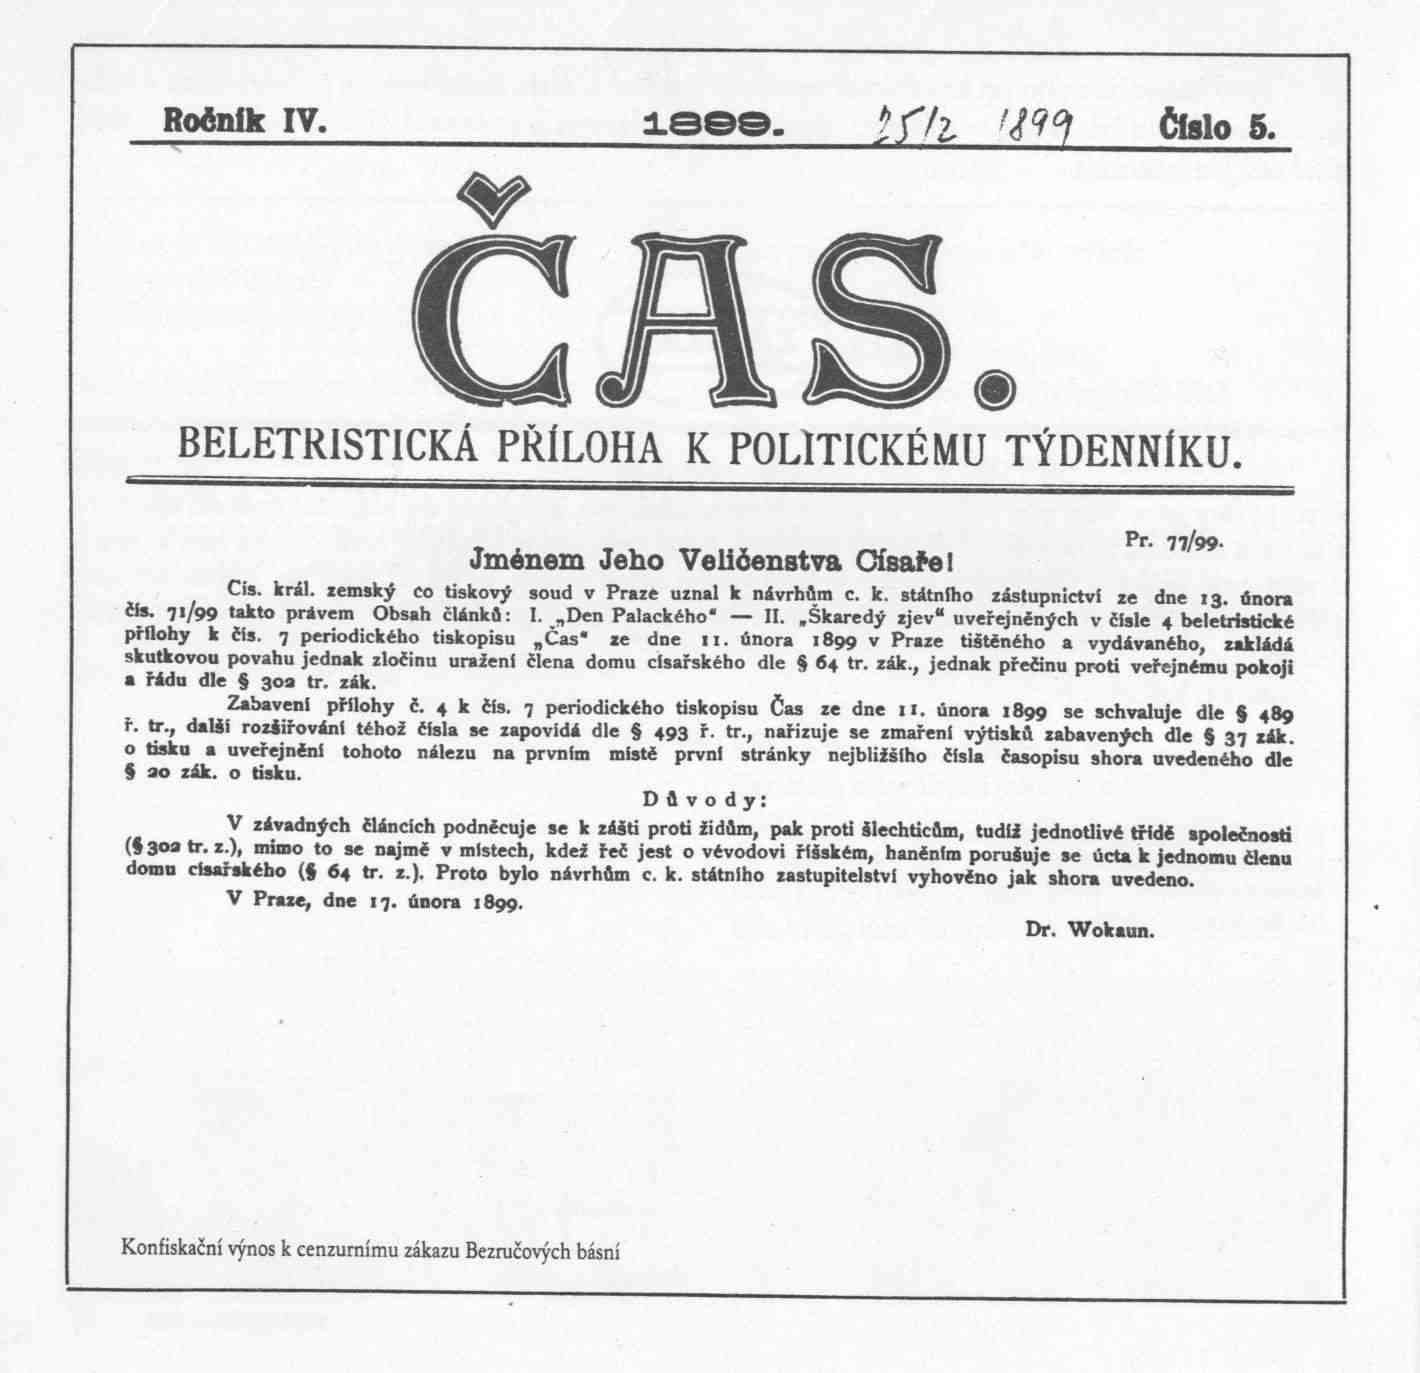 Ročník IV. 1899. 25/2 1899 Číslo 5.
ČAS.
BELETRISTICKÁ PŘÍLOHA K POLITICKÉMU TÝDENNÍKU.
Pr. 77/99.
Jménem Jeho Veličenstva Císaře!
Cís. král. zemský co tiskový soud v Praze uznal k návrhům c. k. státního zástupnictví ze dne 13. února
čís. 71/99 takto právem Obsah článků: I. „Den Palackého“ — II. „Škaredý zjev“ uveřejněných v čísle 4 beletristické
přílohy k čís. 7 periodického tiskopisu „Čas“ ze dne 11. února 1899 v Praze tištěného a vydávaného, zakládá
skutkovou povahu jednak zločinu uražení člena domu císařského dle § 64 tr. zák., jednak přečinu proti veřejnému pokoji
a řádu dle § 302 tr. zák.
Zabavení přílohy č. 4 k čís. 7 periodického tiskopisu Čas ze dne 11. února 1899 se schvaluje dle § 489
ř. tr., další rozšiřování téhož čísla se zapovídá dle § 493 ř. tr., nařizuje se zmaření výtisků zabavených dle § 37 zák.
o tisku a uveřejnění tohoto nálezu na prvním místě první stránky nejbližšího čísla časopisu shora uvedeného dle
§ 20 zák. o tisku.
Důvody:
V závadných článcích podněcuje se k zášti proti židům, pak proti šlechticům, tudíž jednotlivé třídě společnosti
(§ 302 tr. z.), mimo to se najmě v místech, kdež řeč jest o vévodovi říšském, haněním porušuje se úcta k jednomu členu
domu císařského (§ 64 tr. z.). Proto bylo návrhům c. k. státního zastupitelství vyhověno jak shora uvedeno.
V Praze, dne 17. února 1899.
Dr. Wokaun.
Konfiskační výnos k cenzurnímu zákazu Bezručových básní